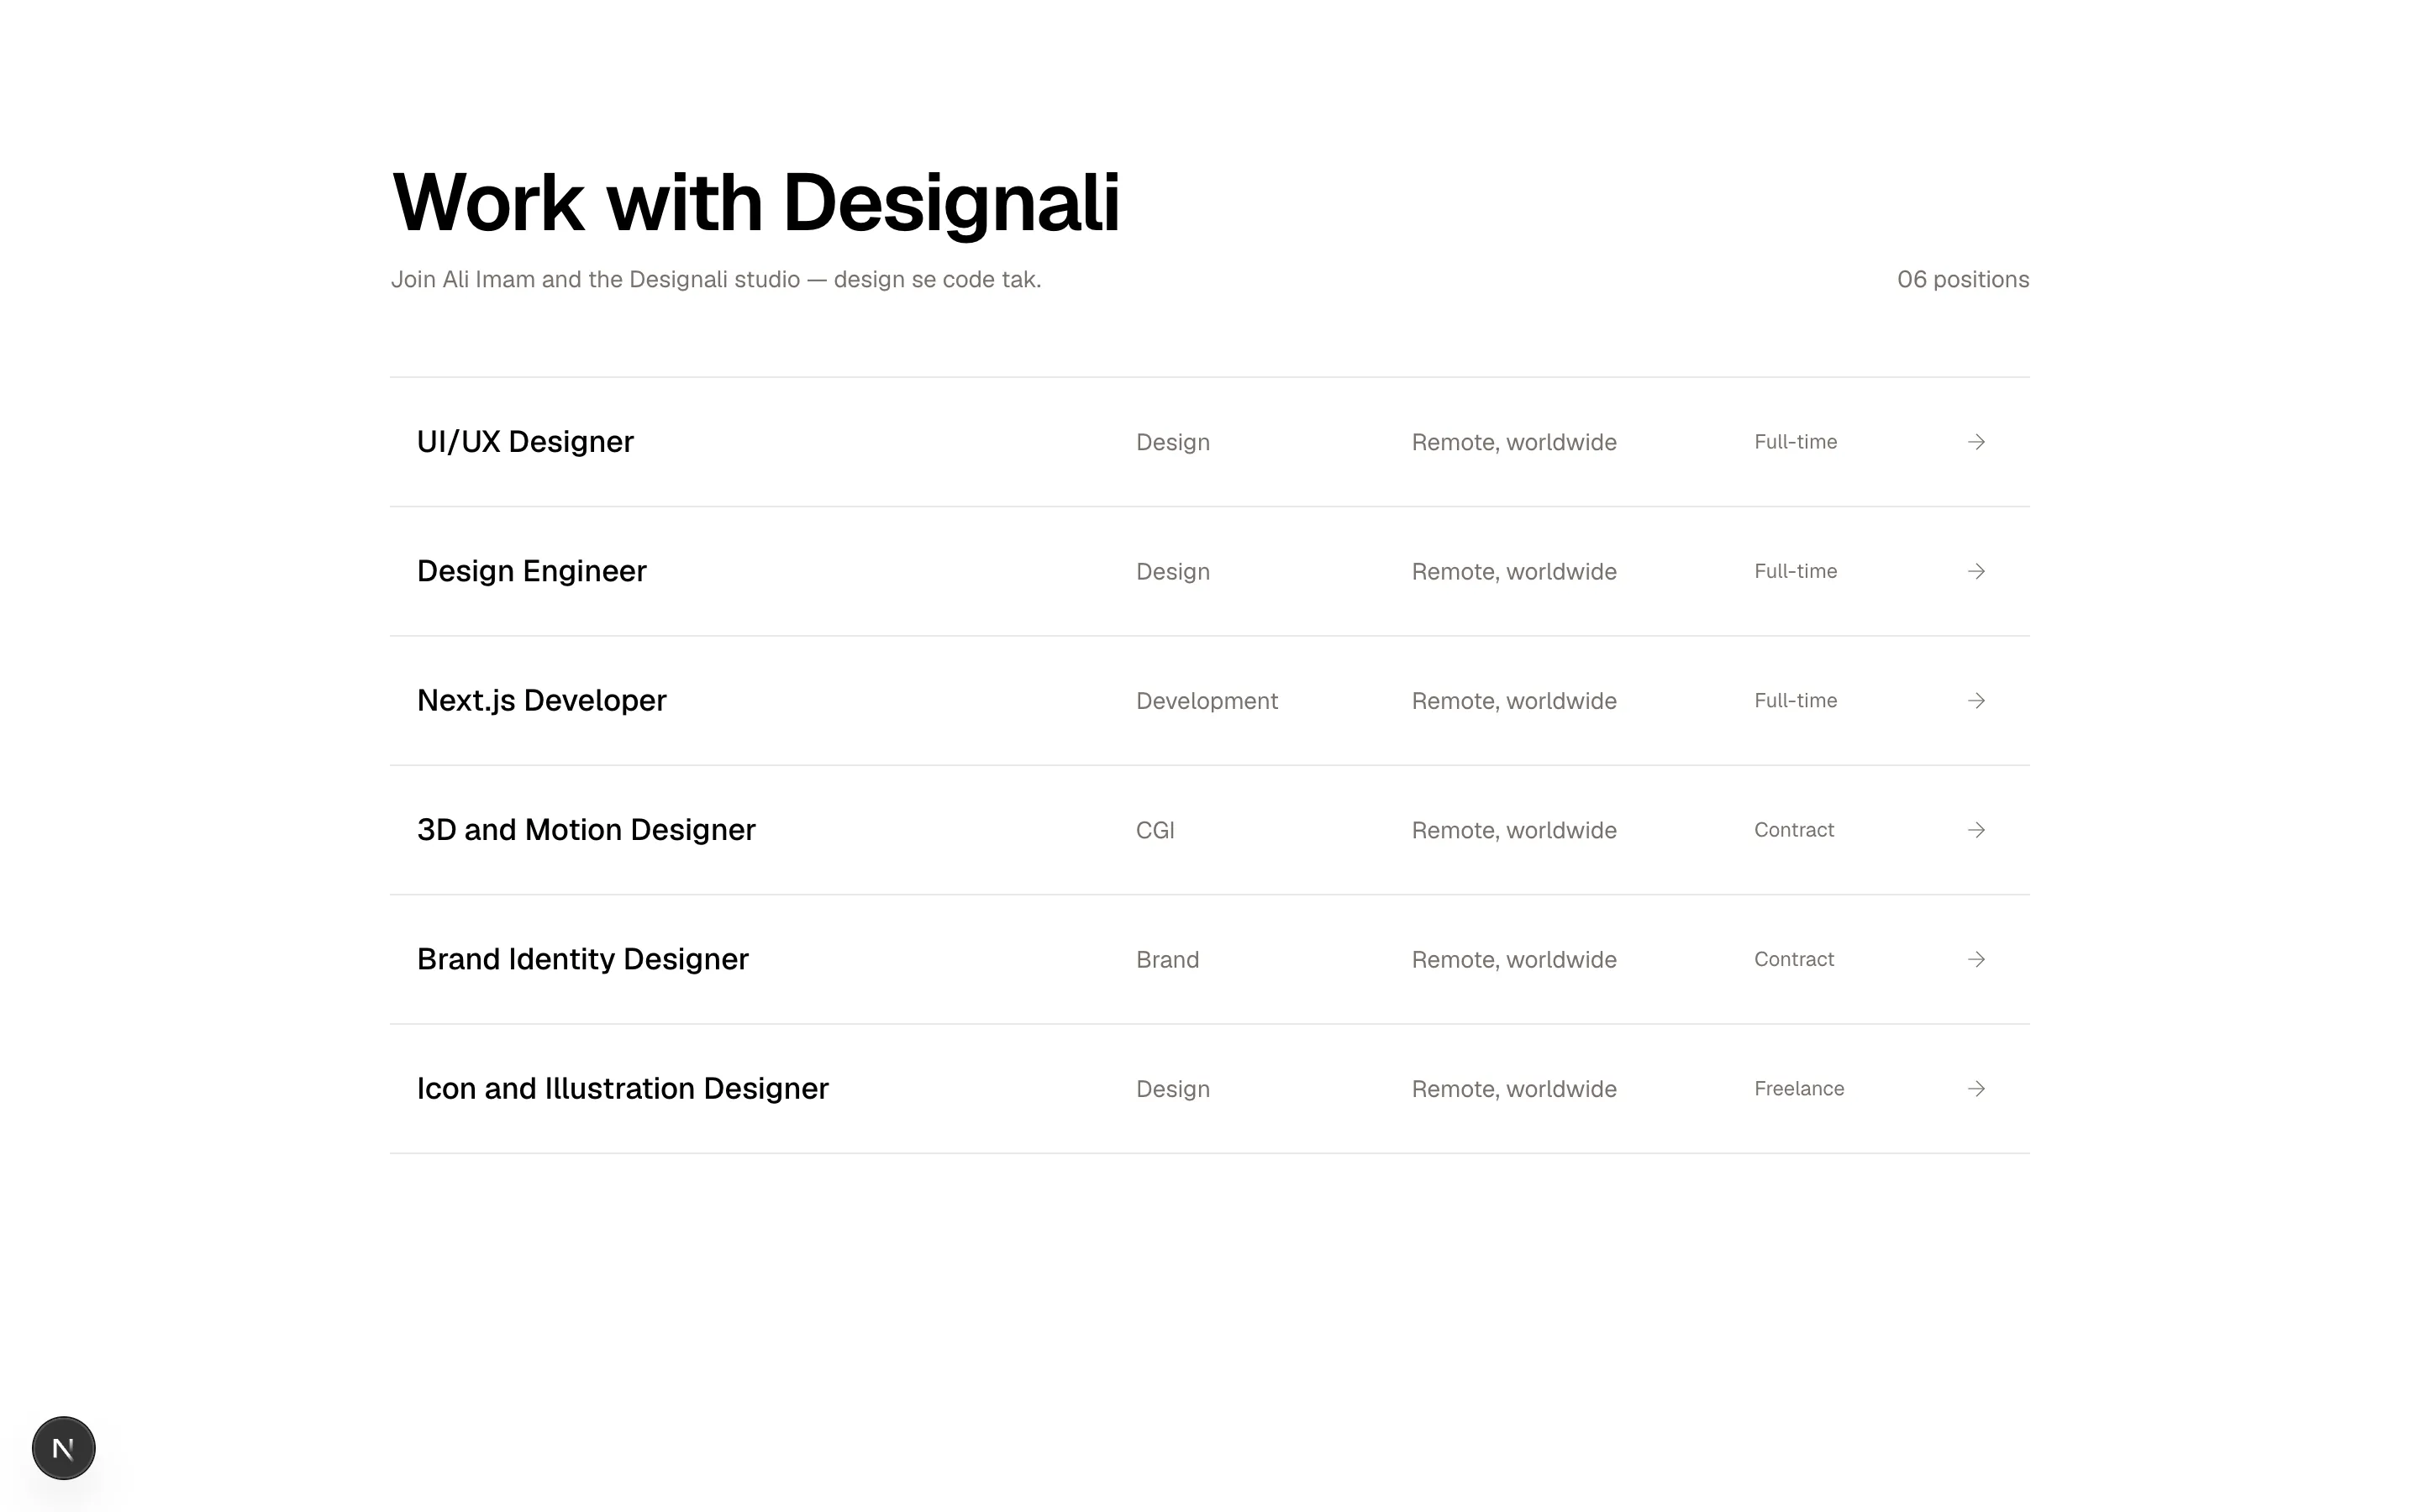 Work with Designali
Join Ali Imam and the Designali studio — design se code tak.
06 positions
UI/UX Designer Design Remote, worldwide Full-time →
Design Engineer Design Remote, worldwide Full-time →
Next.js Developer Development Remote, worldwide Full-time →
3D and Motion Designer CGI Remote, worldwide Contract →
Brand Identity Designer Brand Remote, worldwide Contract →
Icon and Illustration Designer Design Remote, worldwide Freelance →
N